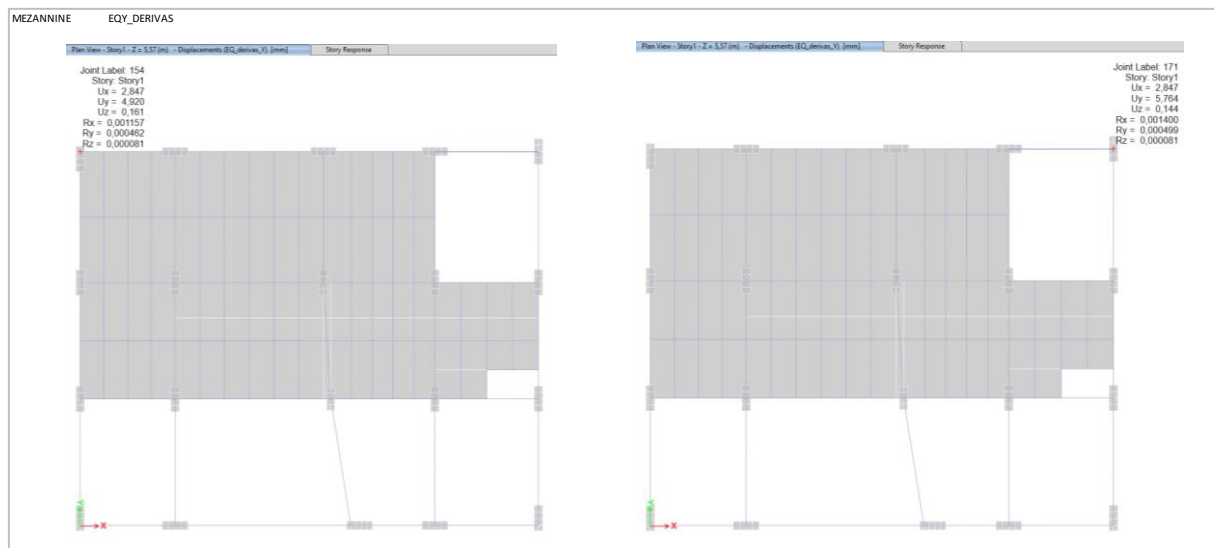 MEZANNINE EQY_DERIVAS
Plan View - Story1 - Z = 5,57 (m) - Displacements (EQ_derivas_Y) [mm]
Story Response
Joint Label: 154
Story: Story1
Ux = 2,847
Uy = 4,920
Uz = 0,161
Rx = 0,001157
Ry = 0,000462
Rz = 0,000081
Y
X
Plan View - Story1 - Z = 5,57 (m) - Displacements (EQ_derivas_Y) [mm]
Story Response
Joint Label: 171
Story: Story1
Ux = 2,847
Uy = 5,764
Uz = 0,144
Rx = 0,001400
Ry = 0,000499
Rz = 0,000081
Y
X